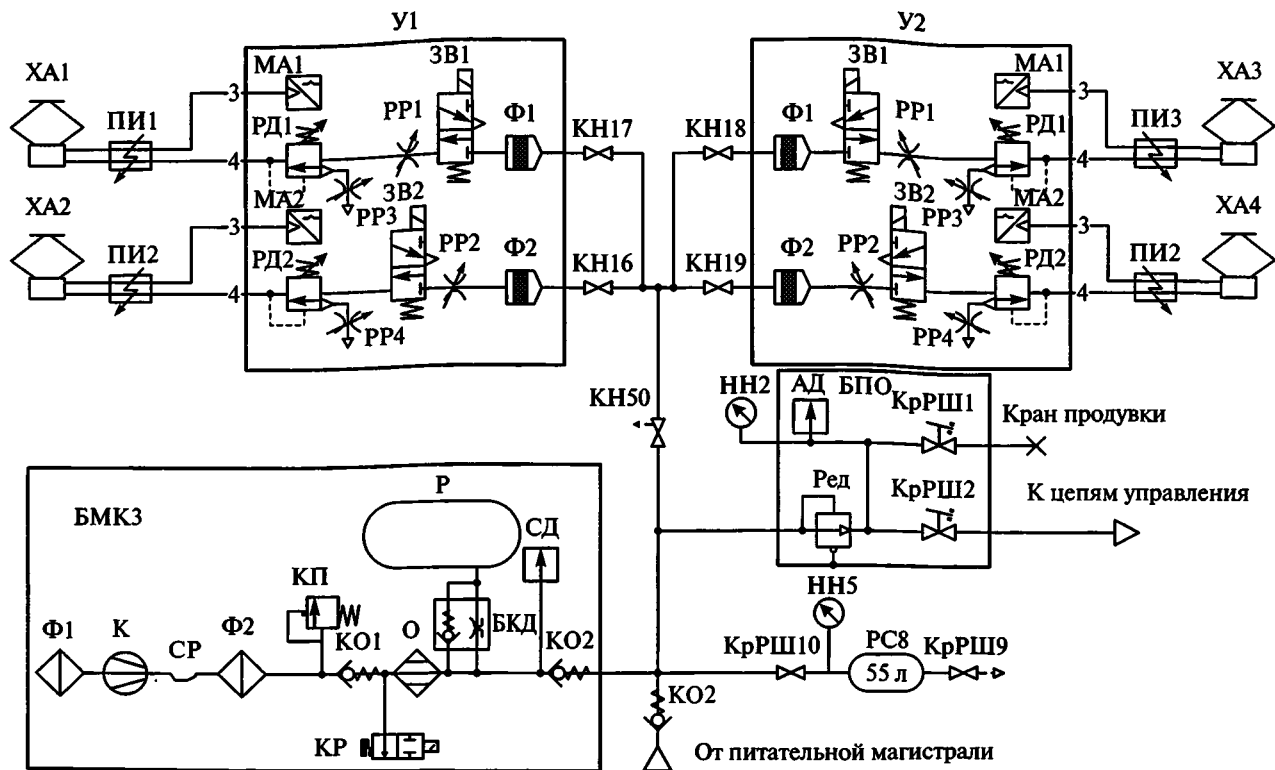 У1
У2
ХА1
3
МА1
ЗВ1
ПИ1
РД1
РР1
Ф1
КН17
4
КН18
Ф1
ЗВ1
РР1
МА1
3
ХА3
РД1
ПИ3
4
ХА2
3
МА2
РР3
ЗВ2
ПИ2
РД2
РР2
Ф2
КН16
4
РР4
КН19
Ф2
РР2
ЗВ2
РР3
МА2
3
ХА4
РД2
ПИ2
4
РР4
КН50
НН2
АД
БПО
КрРШ1
Кран продувки
Ред
КрРШ2
К цепям управления
БМК3
Р
СД
КП
Ф1
К
СР
Ф2
КО1
О
БКД
КО2
КР
НН5
КрРШ10
РС8
55 л
КрРШ9
КО2
От питательной магистрали